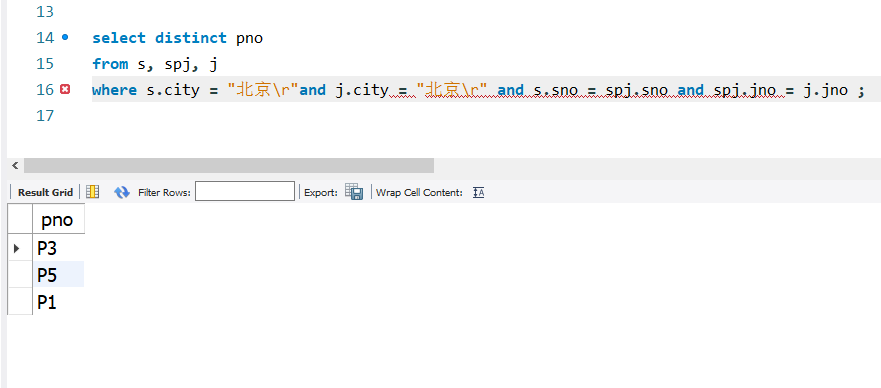 13
14 select distinct pno
15 from s, spj, j
16 where s.city = "北京\r"and j.city = "北京\r" and s.sno = spj.sno and spj.jno = j.jno ;
17
Result Grid Filter Rows: Export: Wrap Cell Content: IA
pno
P3
P5
P1